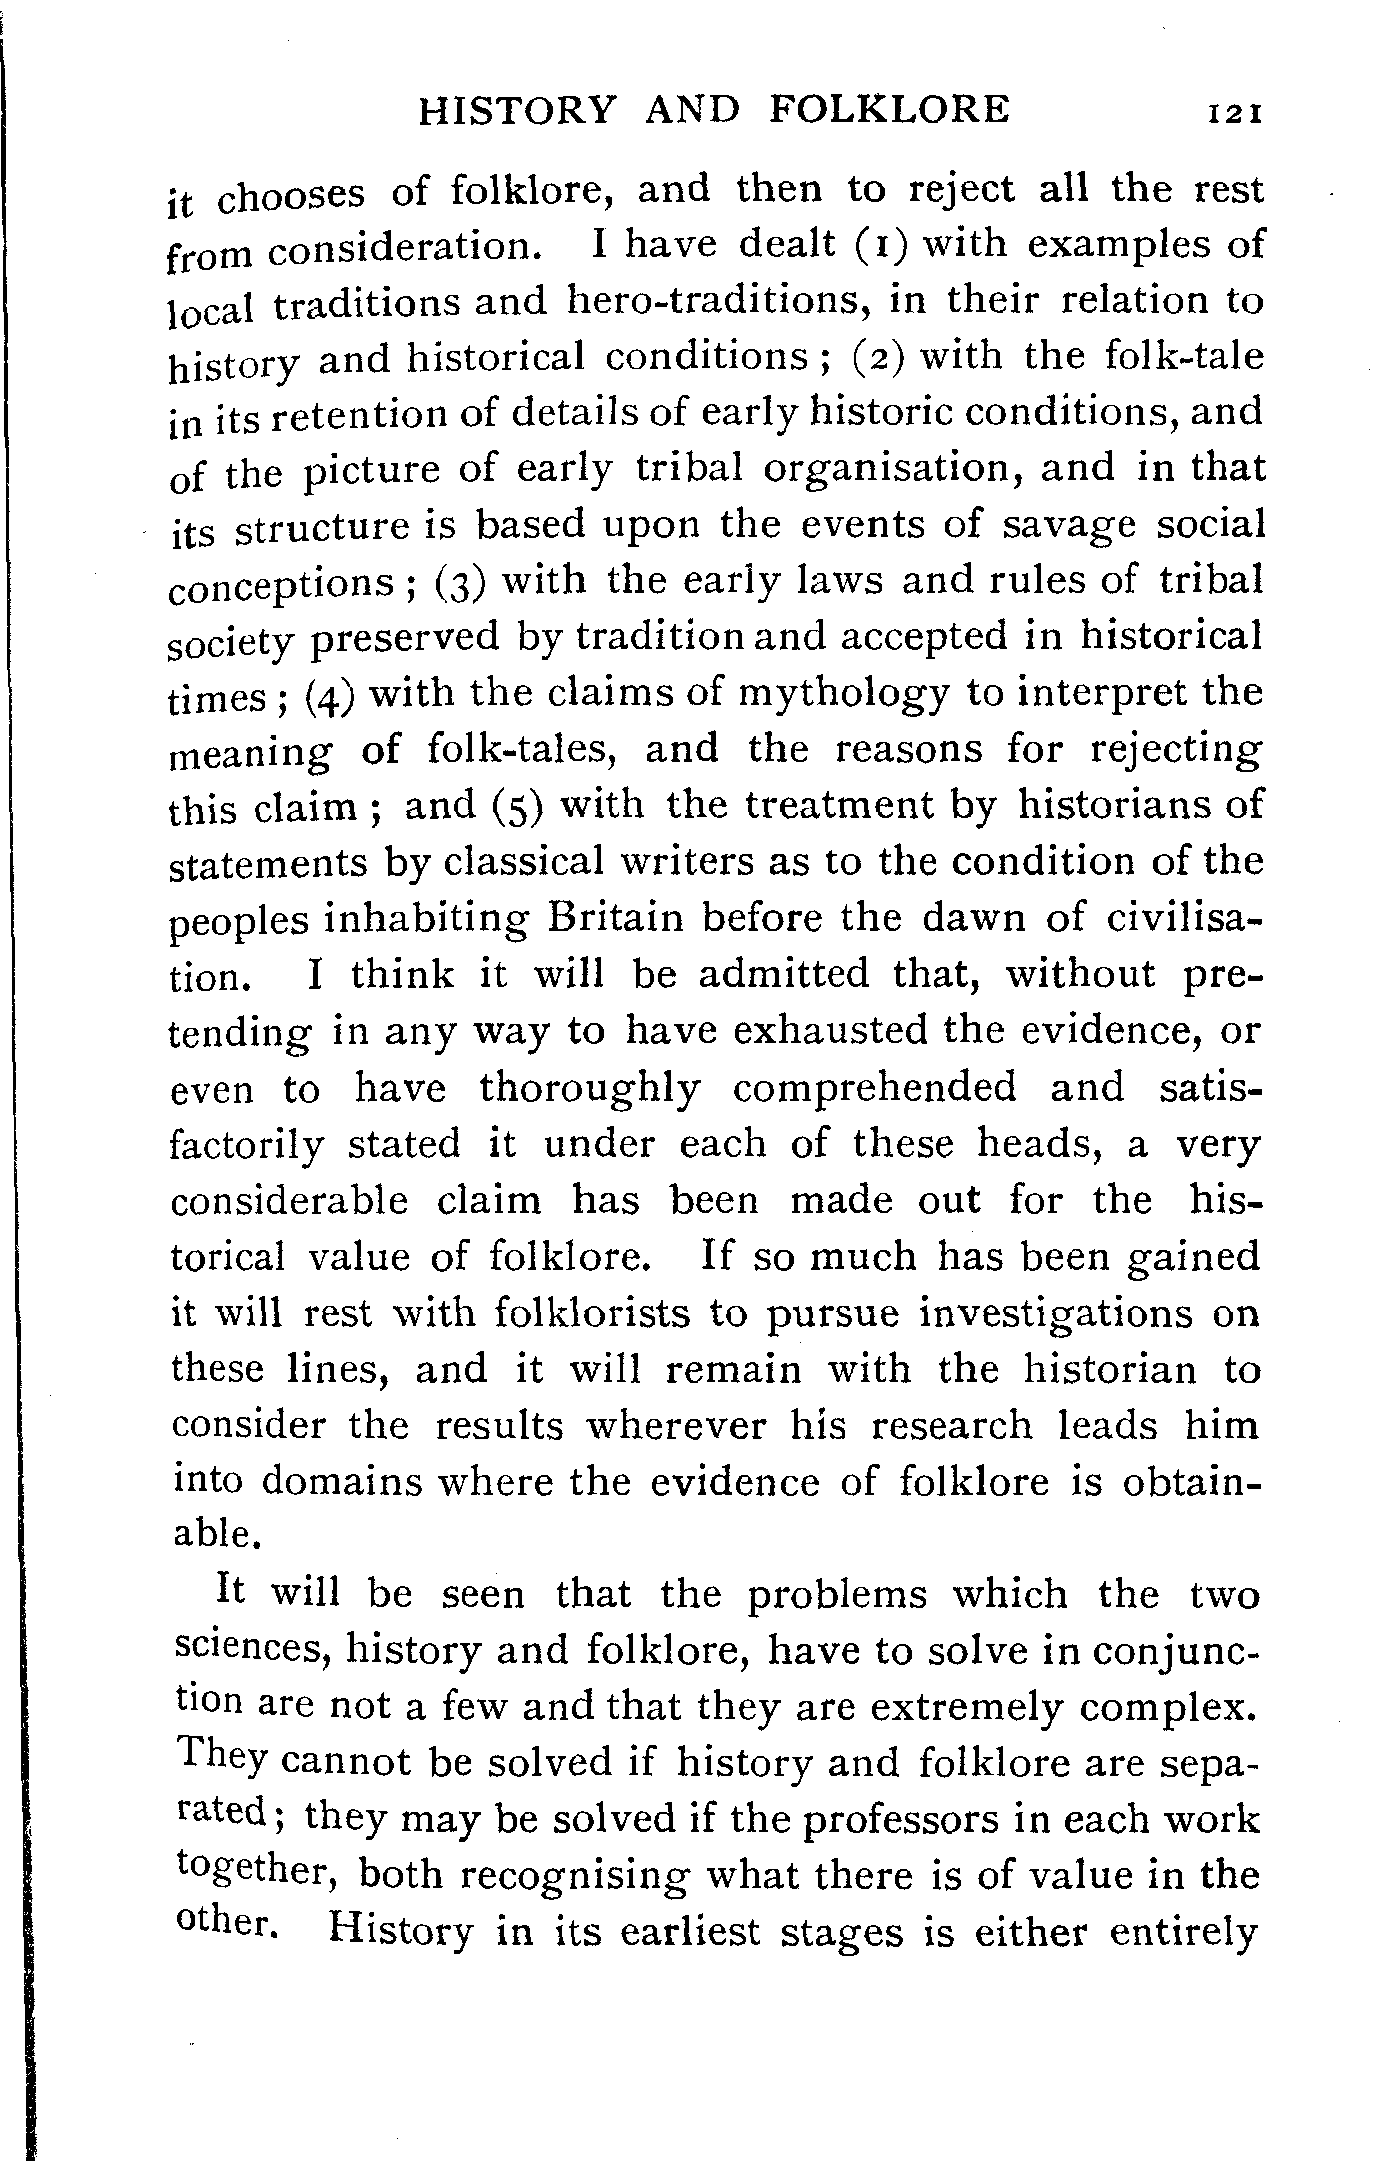 HISTORY AND FOLKLORE 121
it chooses of folklore, and then to reject all the rest
from consideration. I have dealt (1) with examples of
local traditions and hero-traditions, in their relation to
history and historical conditions ; (2) with the folk-tale
in its retention of details of early historic conditions, and
of the picture of early tribal organisation, and in that
its structure is based upon the events of savage social
conceptions ; (3) with the early laws and rules of tribal
society preserved by tradition and accepted in historical
times ; (4) with the claims of mythology to interpret the
meaning of folk-tales, and the reasons for rejecting
this claim ; and (5) with the treatment by historians of
statements by classical writers as to the condition of the
peoples inhabiting Britain before the dawn of civilisa-
tion. I think it will be admitted that, without pre-
tending in any way to have exhausted the evidence, or
even to have thoroughly comprehended and satis-
factorily stated it under each of these heads, a very
considerable claim has been made out for the his-
torical value of folklore. If so much has been gained
it will rest with folklorists to pursue investigations on
these lines, and it will remain with the historian to
consider the results wherever his research leads him
into domains where the evidence of folklore is obtain-
able.
It will be seen that the problems which the two
sciences, history and folklore, have to solve in conjunc-
tion are not a few and that they are extremely complex.
They cannot be solved if history and folklore are sepa-
rated ; they may be solved if the professors in each work
together, both recognising what there is of value in the
other. History in its earliest stages is either entirely